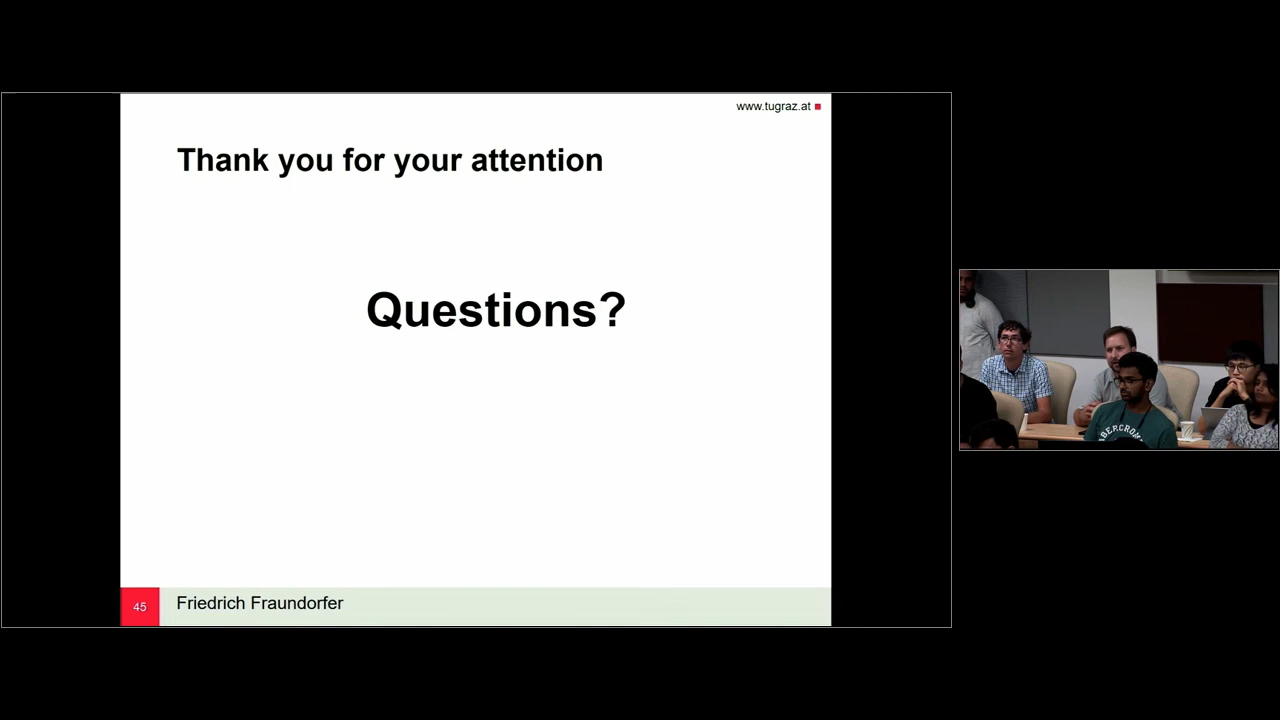 www.tugraz.at
Thank you for your attention
Questions?
45
Friedrich Fraundorfer